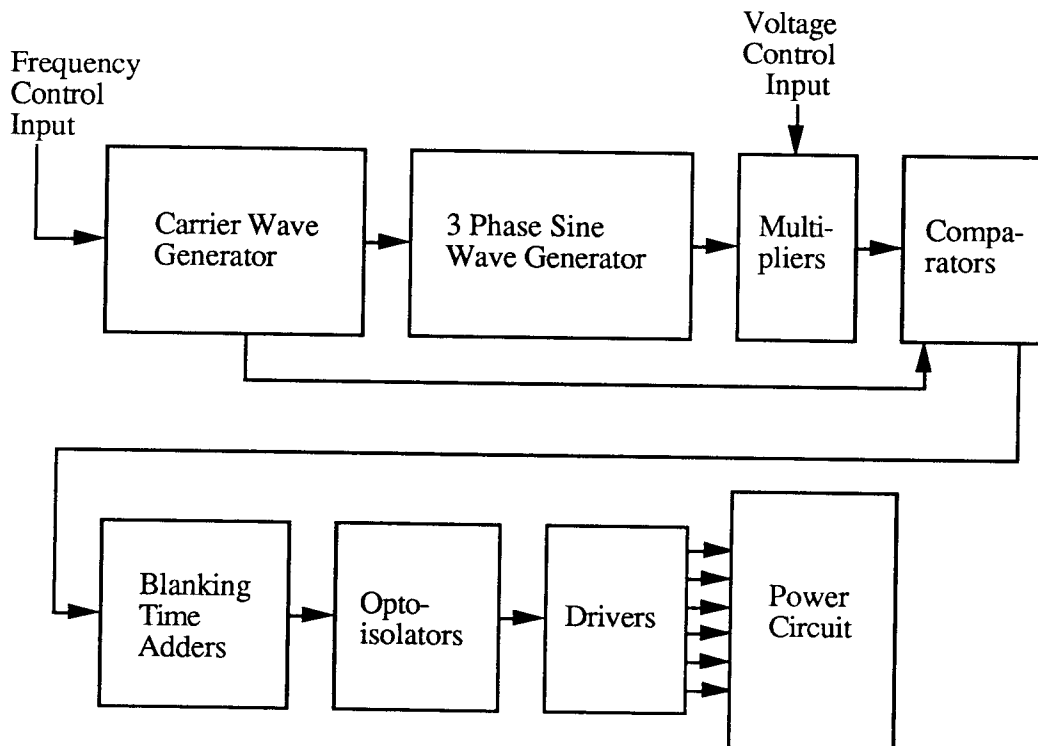 Frequency
Control
Input
Voltage
Control
Input
Carrier Wave
Generator
3 Phase Sine
Wave Generator
Multi-
pliers
Compa-
rators
Blanking
Time
Adders
Opto-
isolators
Drivers
Power
Circuit